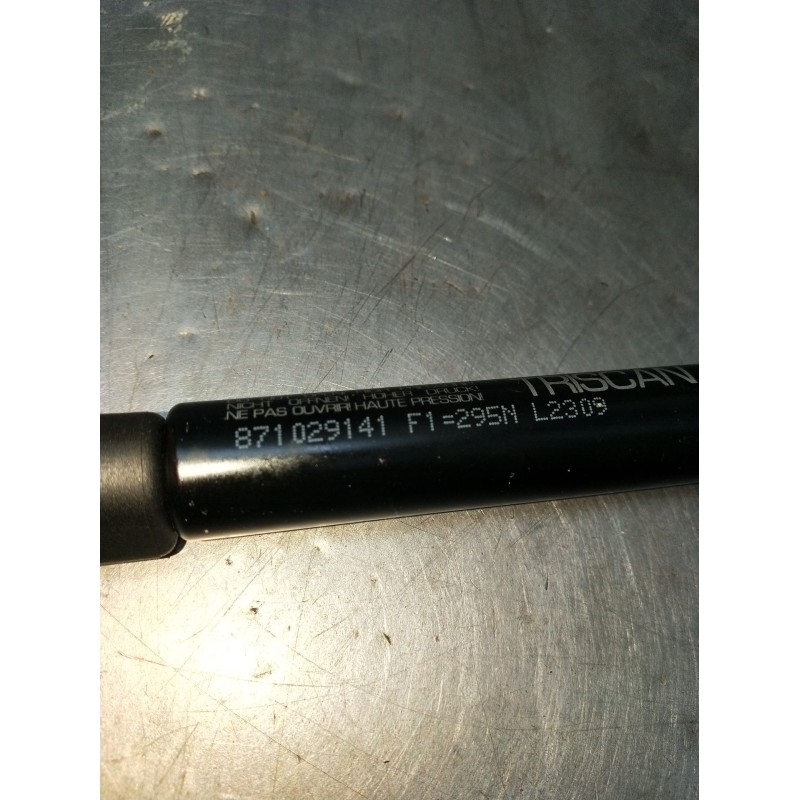 TRISCAN
NICHT ÖFFNEN! HOHER DRUCK!
NE PAS OUVRIR! HAUTE PRESSION!
871029141 F1=295N L2309